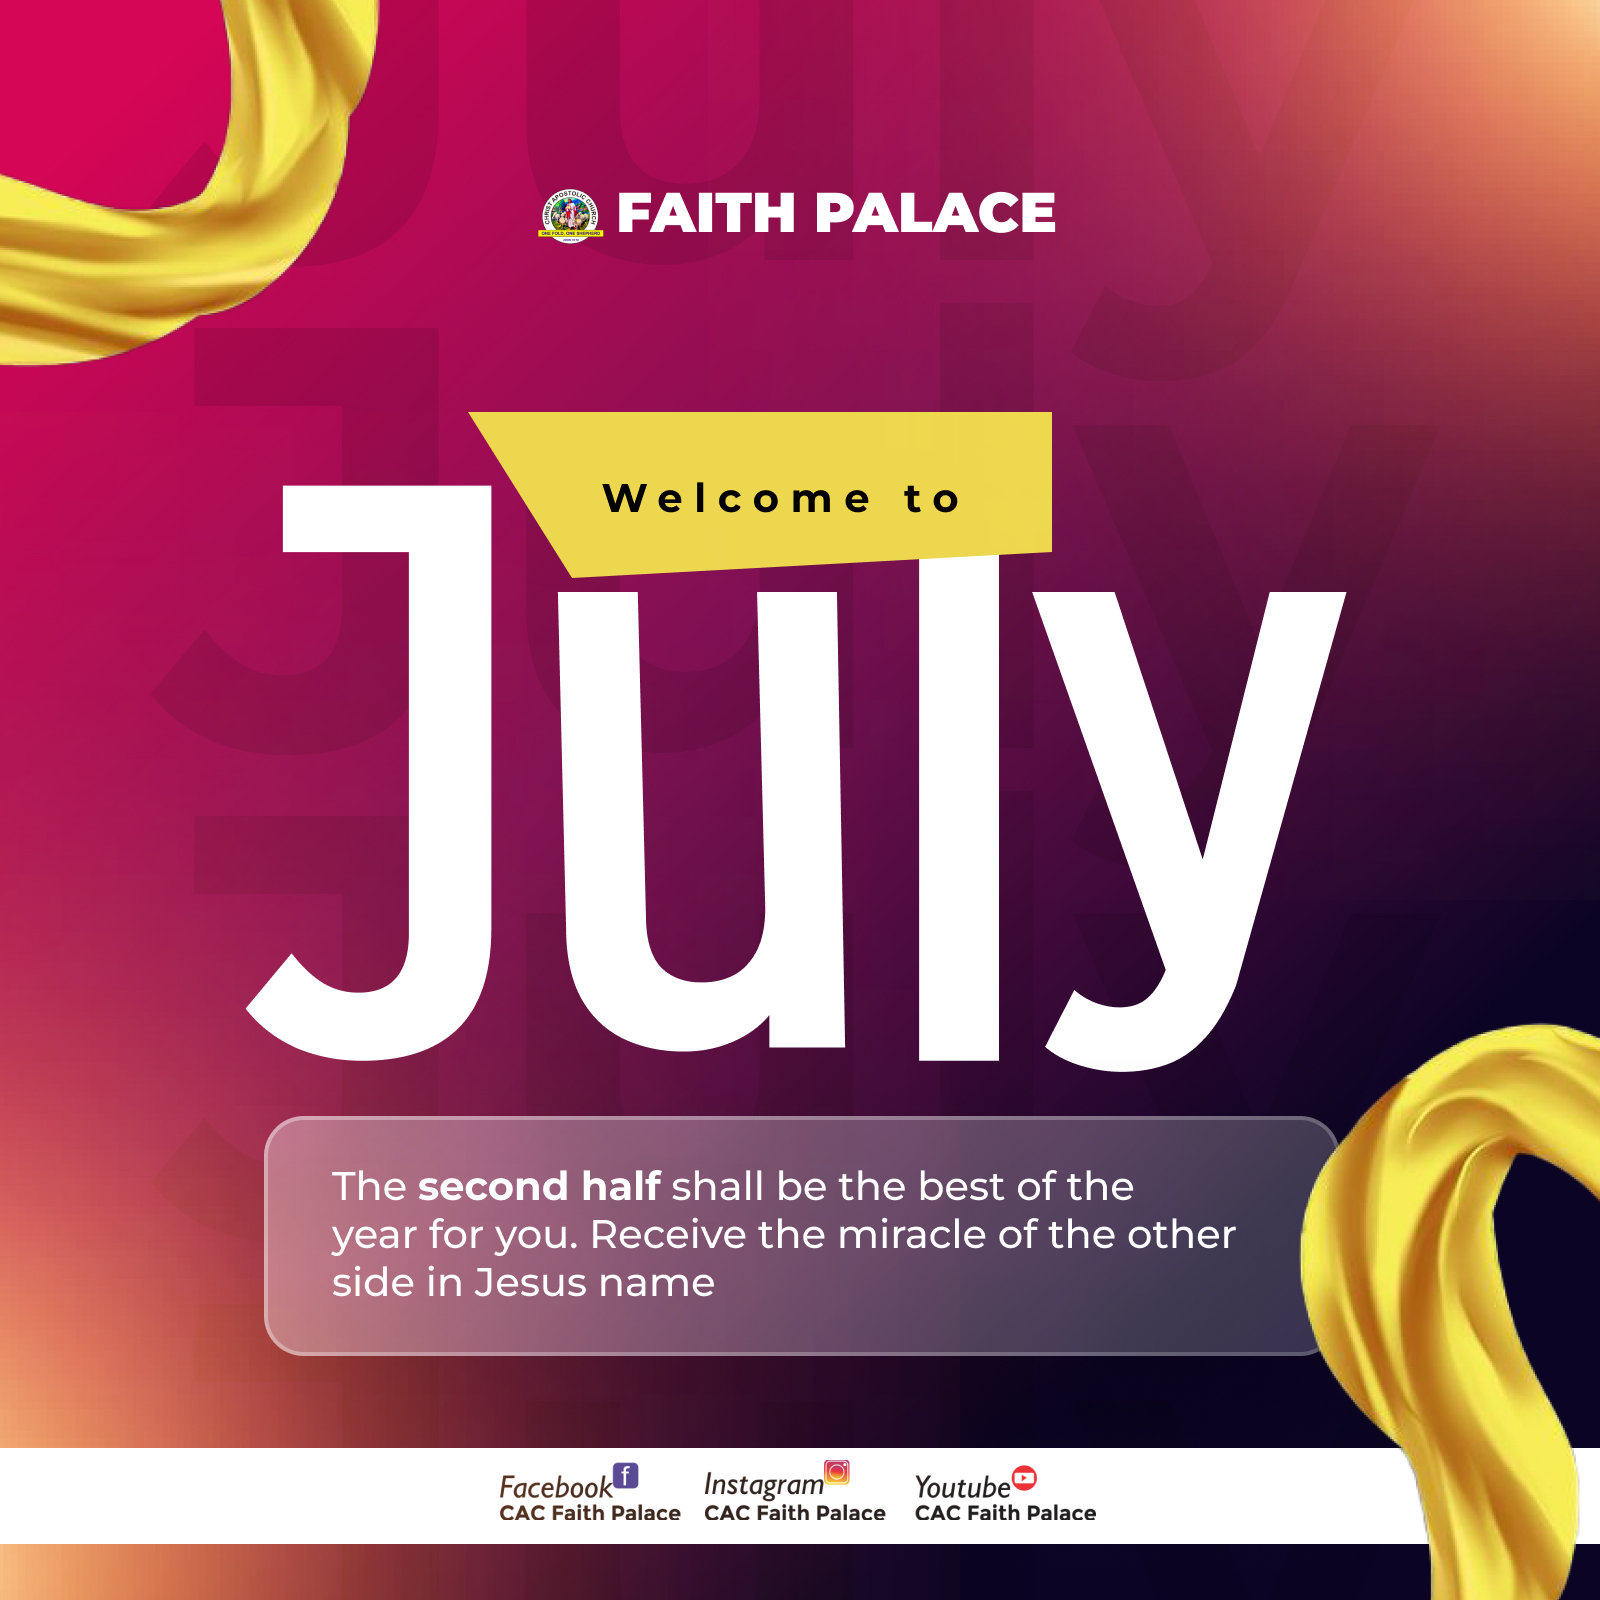 CHRIST APOSTOLIC CHURCH
ONE FOLD, ONE SHEPHERD
FAITH PALACE
Welcome to
July
The second half shall be the best of the
year for you. Receive the miracle of the other
side in Jesus name
Facebook Instagram Youtube
CAC Faith Palace CAC Faith Palace CAC Faith Palace